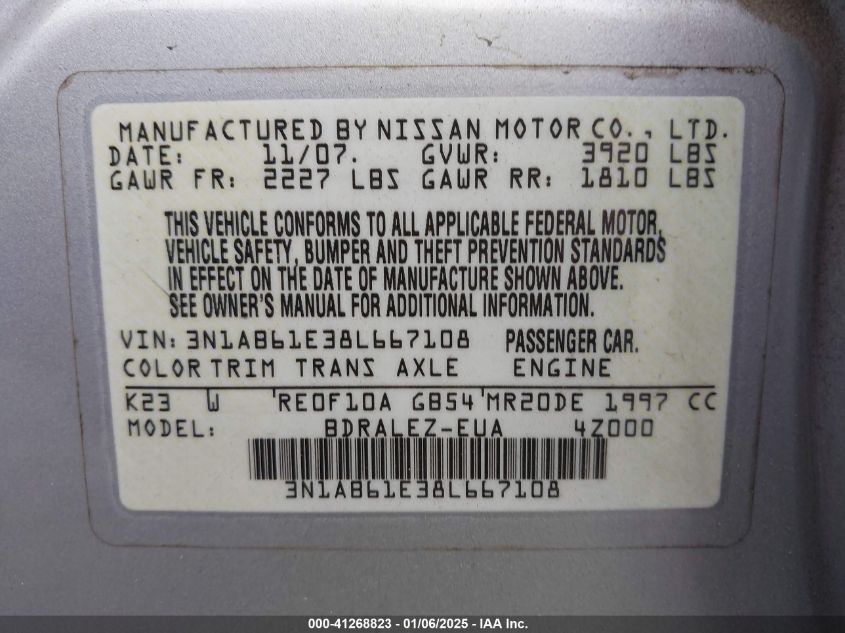 MANUFACTURED BY NISSAN MOTOR CO., LTD.
DATE: 11/07. GVWR: 3920 LBS
GAWR FR: 2227 LBS GAWR RR: 1810 LBS
THIS VEHICLE CONFORMS TO ALL APPLICABLE FEDERAL MOTOR,
VEHICLE SAFETY, BUMPER AND THEFT PREVENTION STANDARDS
IN EFFECT ON THE DATE OF MANUFACTURE SHOWN ABOVE.
SEE OWNER'S MANUAL FOR ADDITIONAL INFORMATION.
VIN: 3N1AB61E38L667108 PASSENGER CAR.
COLOR TRIM TRANS AXLE ENGINE
K23 W RE0F10A GB54 MR20DE 1997 CC
MODEL: BDRALEZ-EUA 4Z000
3N1AB61E38L667108
000-41268823 — 01/06/2025 — IAA Inc.